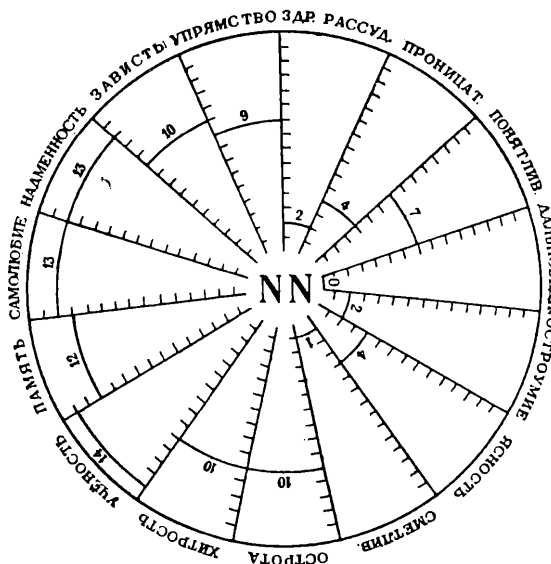 ЗДР. РАССУД.
2
ПРОНИЦАТ.
4
ПОНЯТЛИВ.
7
0
ОСТРОУМИЕ
2
ЯСНОСТЬ
4
СМЕТЛИВ.
1
ОСТРОТА
10
ХИТРОСТЬ
10
УЧЁНОСТЬ
14
ПАМЯТЬ
12
САМОЛЮБИЕ
13
НАДМЕННОСТЬ
13
ЗАВИСТЬ
10
УПРЯМСТВО
9
NN